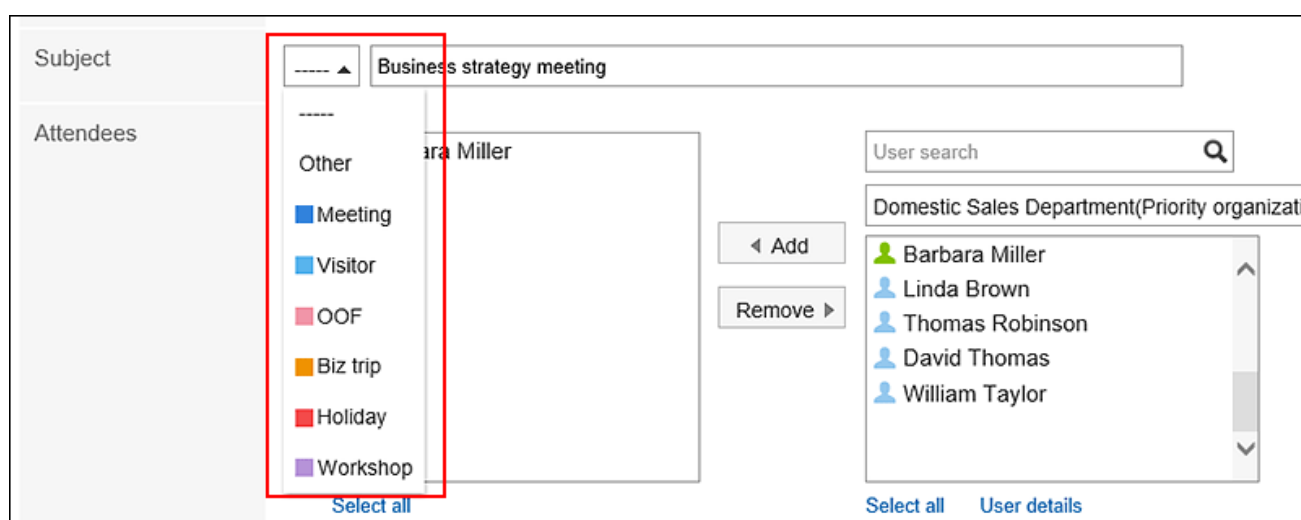 Subject
-----
Business strategy meeting
-----
Other
Meeting
Visitor
OOF
Biz trip
Holiday
Workshop
Attendees
ara Miller
Select all
Add
Remove
User search
Domestic Sales Department(Priority organizati
Barbara Miller
Linda Brown
Thomas Robinson
David Thomas
William Taylor
Select all User details